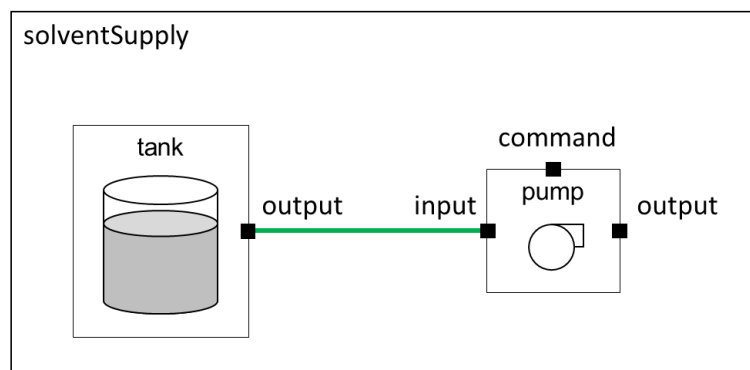 solventSupply
tank
command
pump
output
input
output